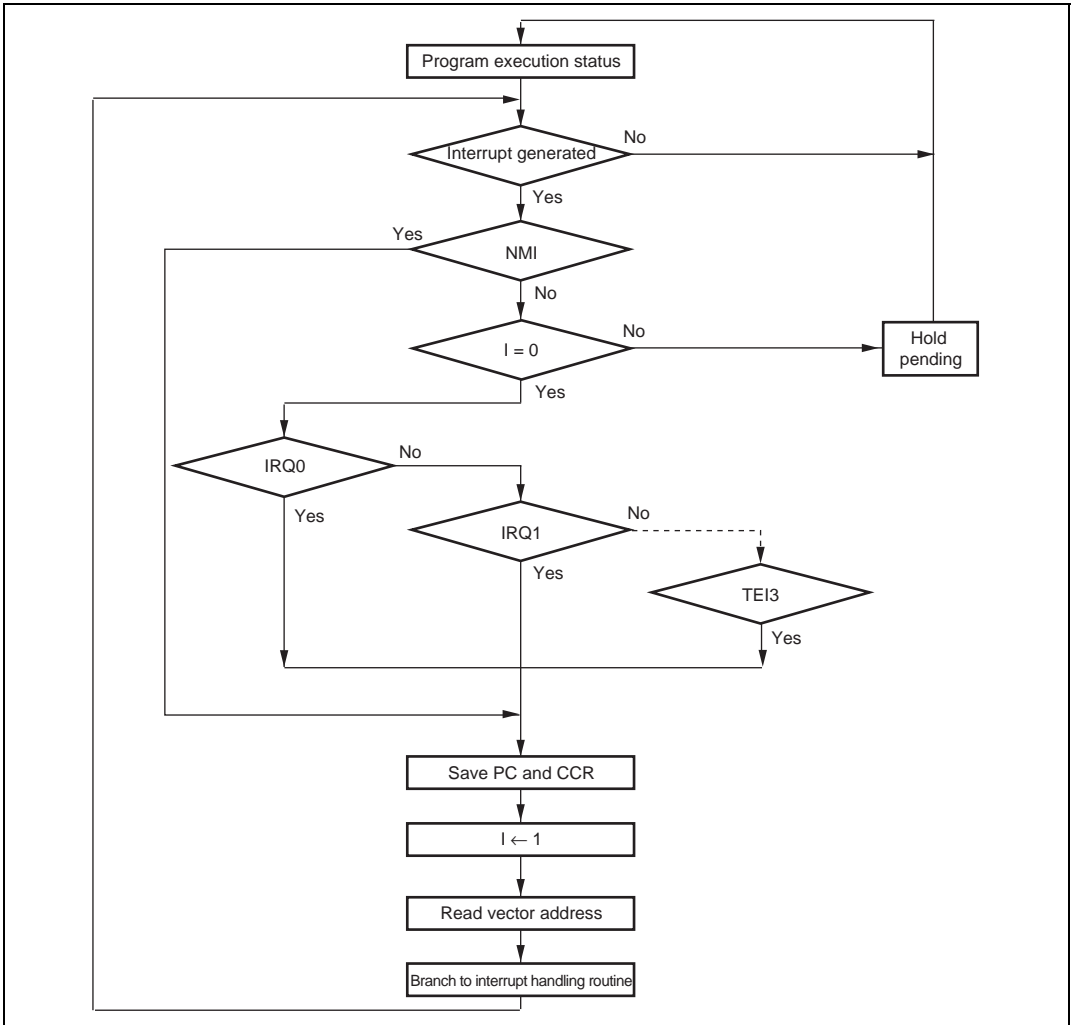 Program execution status
Interrupt generated
No
Yes
Yes
NMI
No
I = 0
No
Hold
pending
Yes
IRQ0
No
Yes
IRQ1
No
Yes
TEI3
Yes
Save PC and CCR
I ← 1
Read vector address
Branch to interrupt handling routine